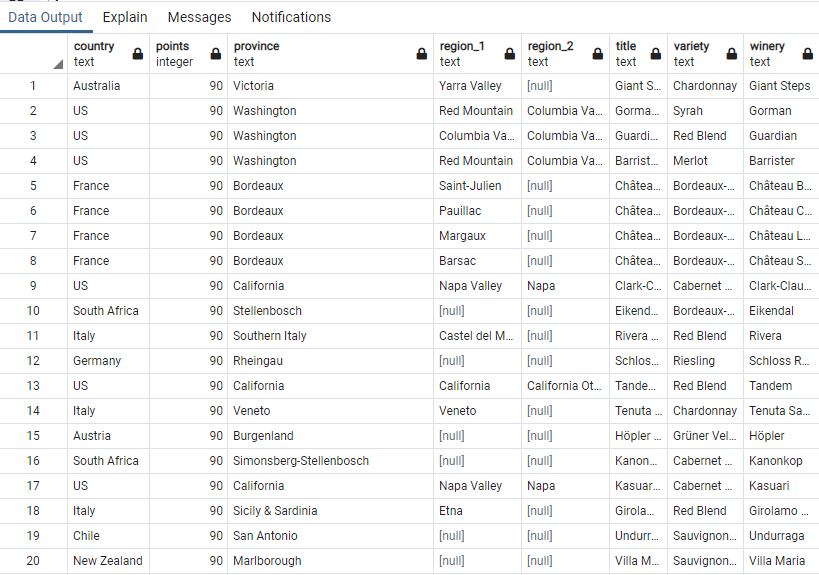 Data Output Explain Messages Notifications
country points province region_1 region_2 title variety winery
text integer text text text text text text
1 Australia 90 Victoria Yarra Valley [null] Giant S... Chardonnay Giant Steps
2 US 90 Washington Red Mountain Columbia Va... Gorma... Syrah Gorman
3 US 90 Washington Columbia Va... Columbia Va... Guardi... Red Blend Guardian
4 US 90 Washington Red Mountain Columbia Va... Barrist... Merlot Barrister
5 France 90 Bordeaux Saint-Julien [null] Châtea... Bordeaux-... Château B...
6 France 90 Bordeaux Pauillac [null] Châtea... Bordeaux-... Château C...
7 France 90 Bordeaux Margaux [null] Châtea... Bordeaux-... Château L...
8 France 90 Bordeaux Barsac [null] Châtea... Bordeaux-... Château S...
9 US 90 California Napa Valley Napa Clark-C... Cabernet ... Clark-Clau...
10 South Africa 90 Stellenbosch [null] [null] Eikend... Bordeaux-... Eikendal
11 Italy 90 Southern Italy Castel del M... [null] Rivera ... Red Blend Rivera
12 Germany 90 Rheingau [null] [null] Schlos... Riesling Schloss R...
13 US 90 California California California Ot... Tande... Red Blend Tandem
14 Italy 90 Veneto Veneto [null] Tenuta ... Chardonnay Tenuta Sa...
15 Austria 90 Burgenland [null] [null] Höpler ... Grüner Vel... Höpler
16 South Africa 90 Simonsberg-Stellenbosch [null] [null] Kanon... Cabernet ... Kanonkop
17 US 90 California Napa Valley Napa Kasuar... Cabernet ... Kasuari
18 Italy 90 Sicily & Sardinia Etna [null] Girola... Red Blend Girolamo ...
19 Chile 90 San Antonio [null] [null] Undurr... Sauvignon... Undurraga
20 New Zealand 90 Marlborough [null] [null] Villa M... Sauvignon... Villa Maria